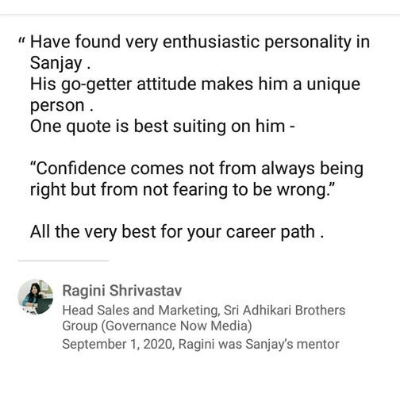 “ Have found very enthusiastic personality in
Sanjay .
His go-getter attitude makes him a unique
person .
One quote is best suiting on him -
“Confidence comes not from always being
right but from not fearing to be wrong.”
All the very best for your career path .
Ragini Shrivastav
Head Sales and Marketing, Sri Adhikari Brothers
Group (Governance Now Media)
September 1, 2020, Ragini was Sanjay’s mentor